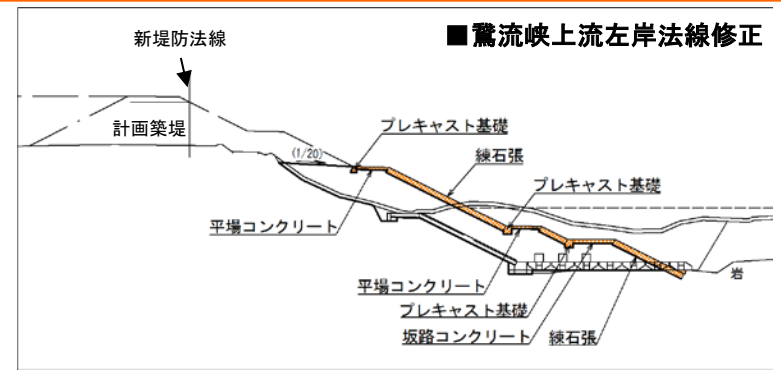 ■鵞流峡上流左岸法線修正
新堤防法線
計画築堤
(1/20)
プレキャスト基礎
練石張
プレキャスト基礎
平場コンクリート
平場コンクリート
プレキャスト基礎
坂路コンクリート
練石張
岩